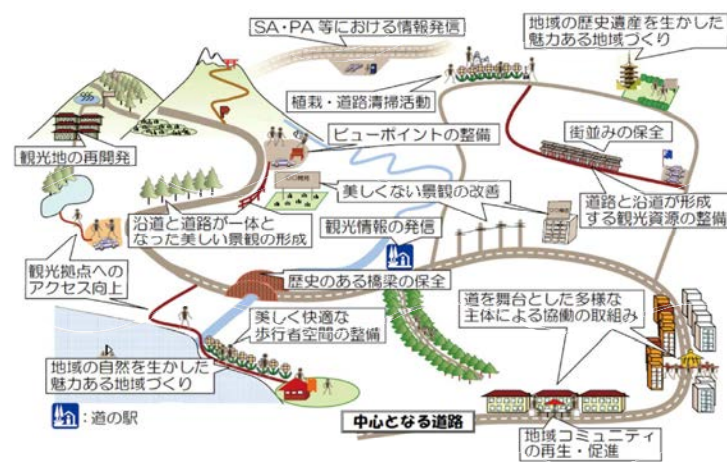 SA・PA等における情報発信
地域の歴史遺産を生かした
魅力ある地域づくり
植栽・道路清掃活動
ビューポイントの整備
街並みの保全
観光地の再開発
美しくない景観の改善
道路と沿道が形成
する観光資源の整備
沿道と道路が一体と
なった美しい景観の形成
観光情報の発信
観光拠点への
アクセス向上
歴史のある橋梁の保全
道を舞台とした多様な
主体による協働の取組み
美しく快適な
歩行者空間の整備
地域の自然を生かした
魅力ある地域づくり
:道の駅
中心となる道路
地域コミュニティ
の再生・促進
P